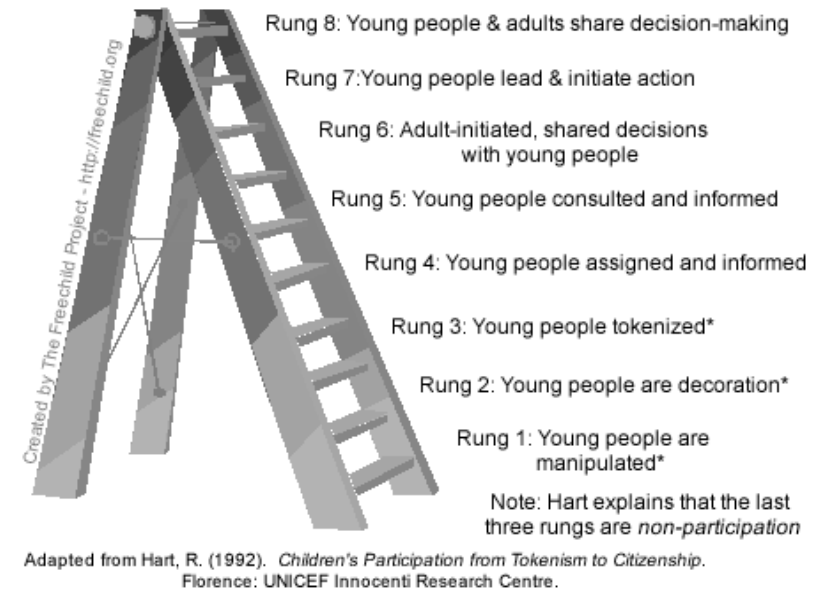 Rung 8: Young people & adults share decision-making
Rung 7:Young people lead & initiate action
Rung 6: Adult-initiated, shared decisions
with young people
Rung 5: Young people consulted and informed
Rung 4: Young people assigned and informed
Rung 3: Young people tokenized*
Rung 2: Young people are decoration*
Rung 1: Young people are
manipulated*
Note: Hart explains that the last
three rungs are non-participation
Created by The Freechild Project - http://freechild.org
Adapted from Hart, R. (1992). Children's Participation from Tokenism to Citizenship.
Florence: UNICEF Innocenti Research Centre.